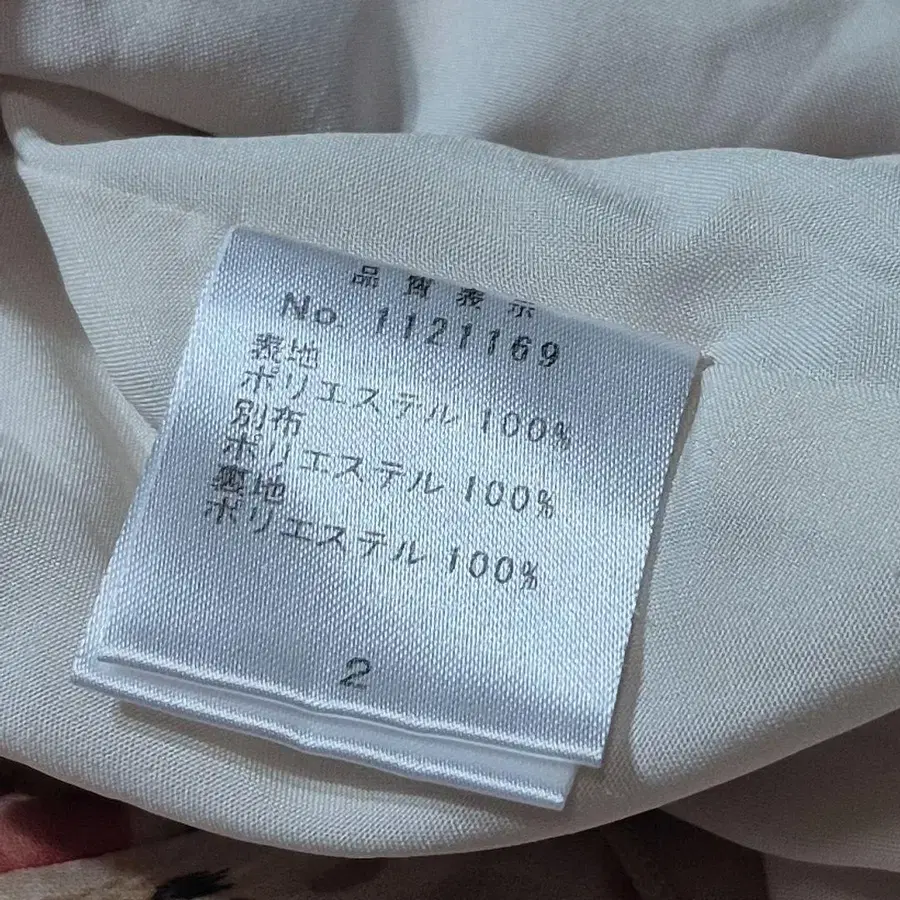 品質表示
No. 1121169
表地
ポリエステル 100%
別布
ポリエステル 100%
裏地
ポリエステル 100%
2